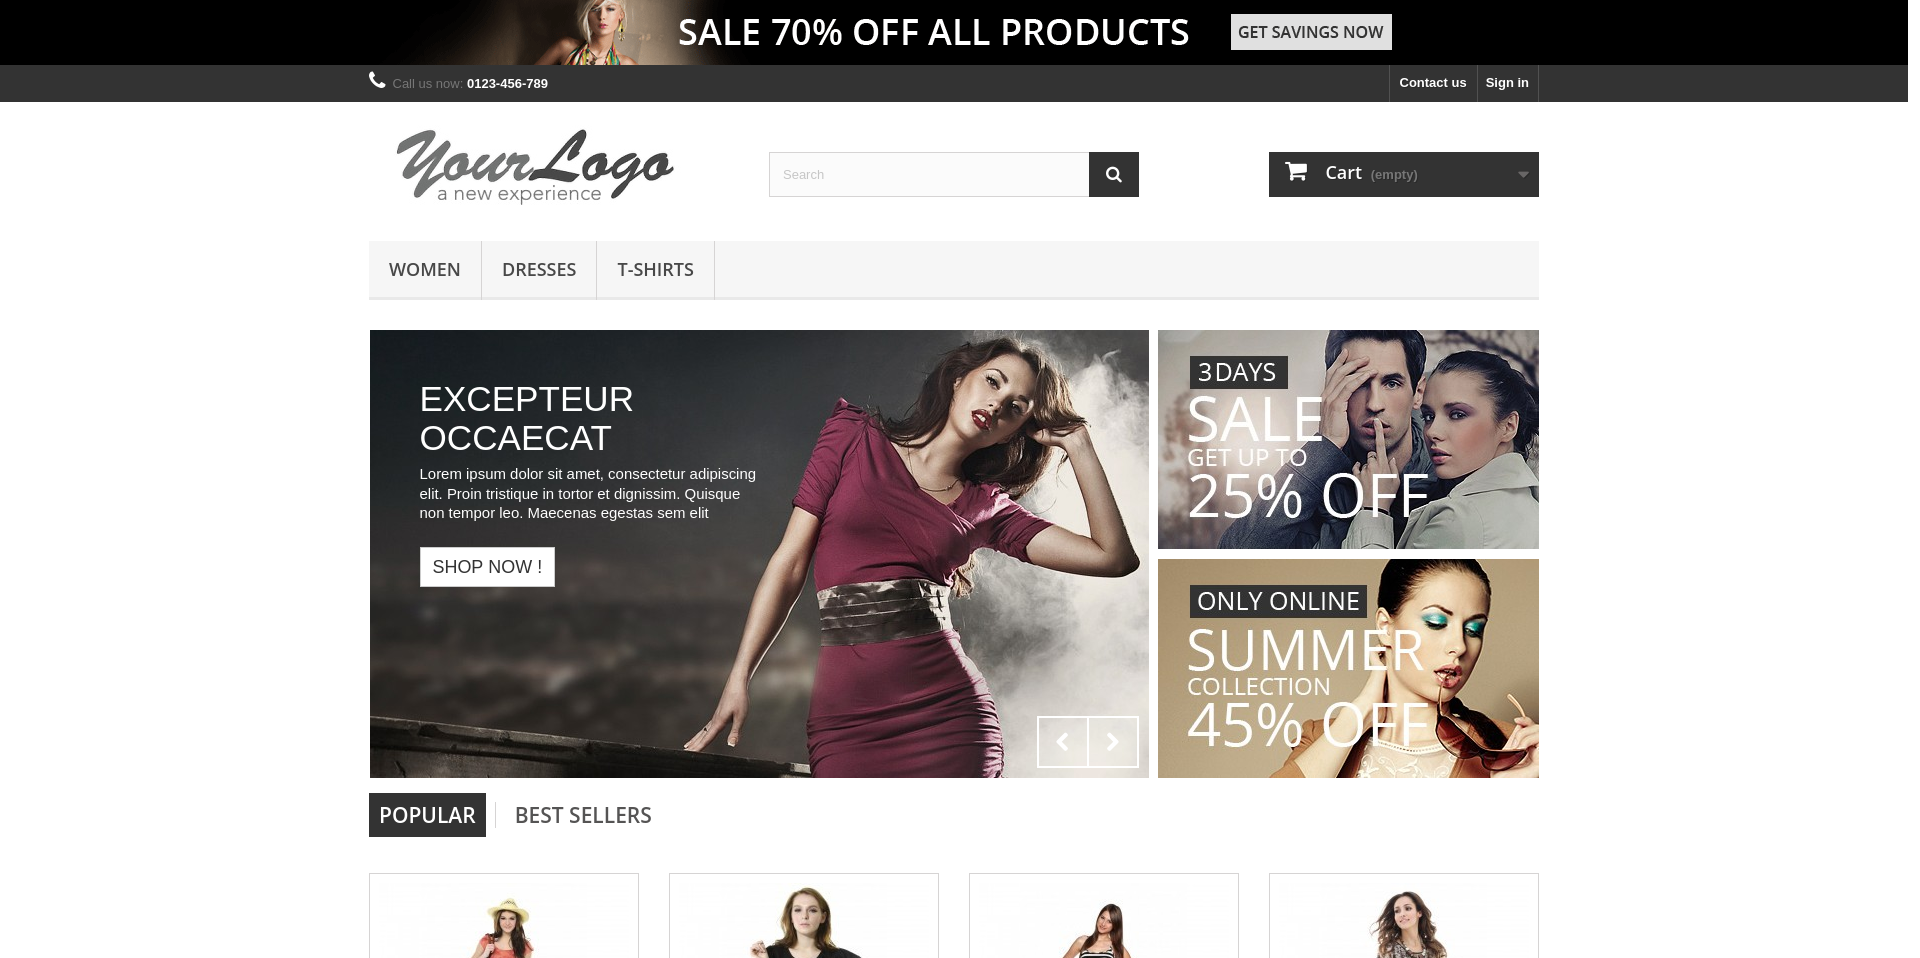 SALE 70% OFF ALL PRODUCTS
GET SAVINGS NOW
Call us now: 0123-456-789
Contact us
Sign in
YourLogo
a new experience
Search
Cart (empty)
WOMEN
DRESSES
T-SHIRTS
EXCEPTEUR
OCCAECAT
Lorem ipsum dolor sit amet, consectetur adipiscing
elit. Proin tristique in tortor et dignissim. Quisque
non tempor leo. Maecenas egestas sem elit
SHOP NOW !
3 DAYS
SALE
GET UP TO
25% OFF
ONLY ONLINE
SUMMER
COLLECTION
45% OFF
POPULAR
BEST SELLERS